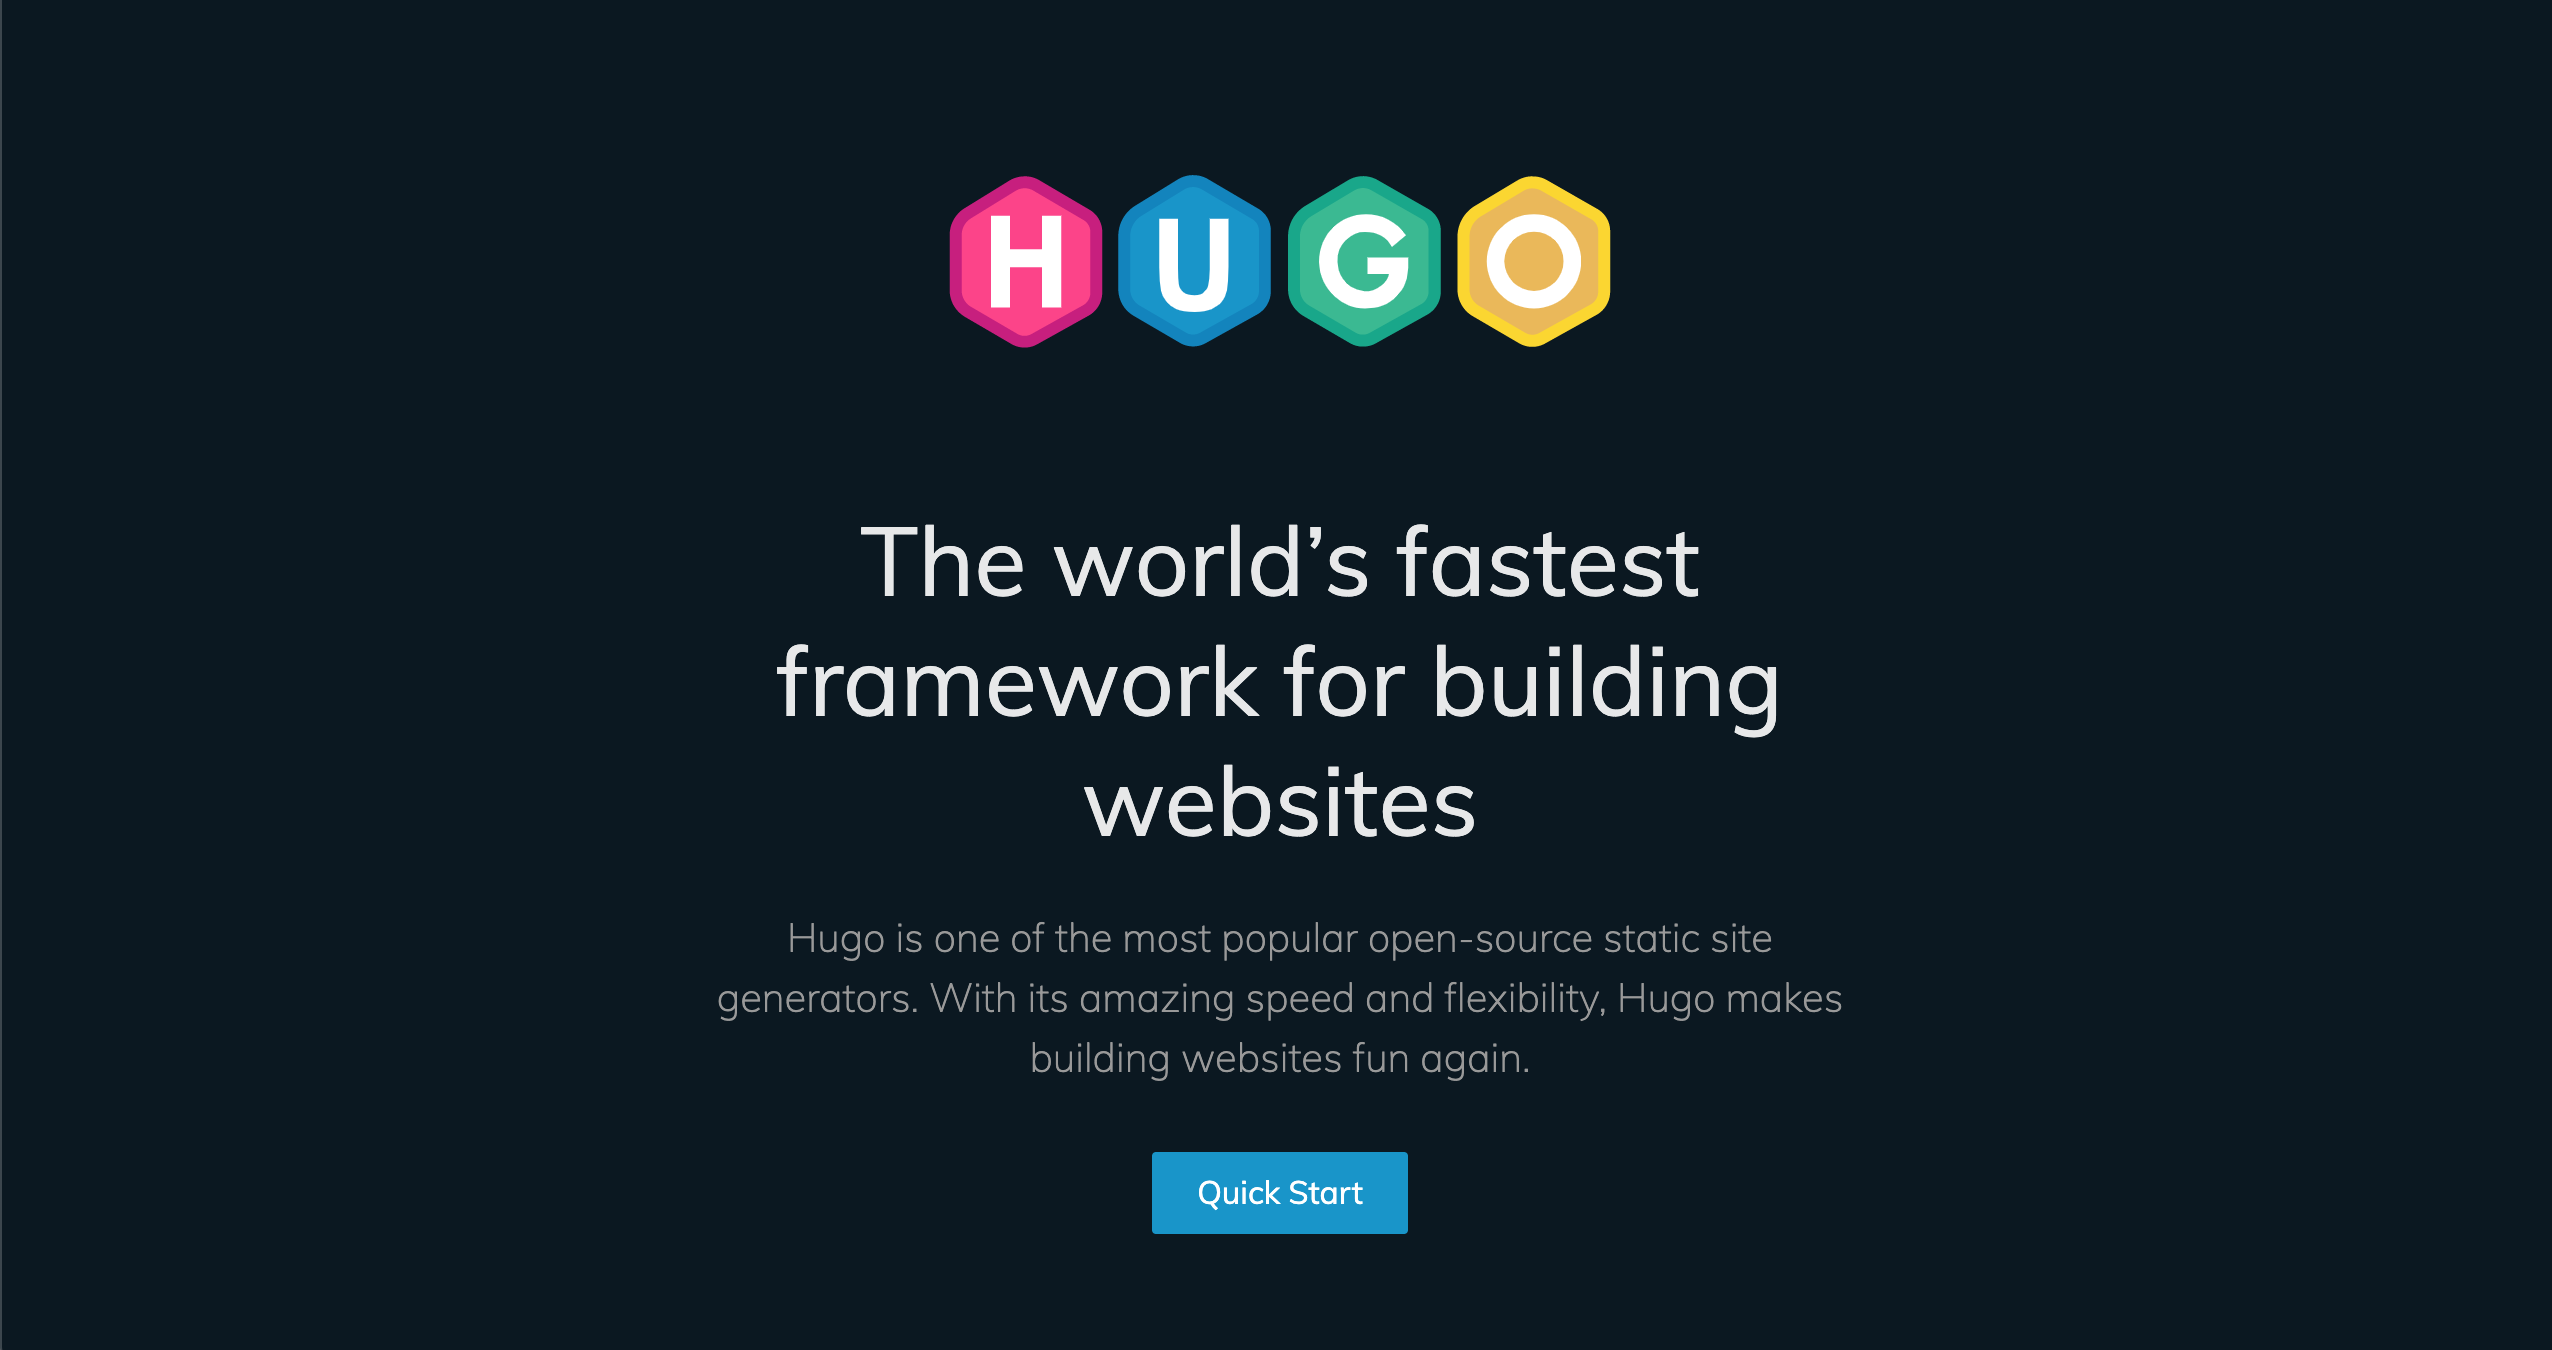 HUGO
The world’s fastest
framework for building
websites
Hugo is one of the most popular open-source static site
generators. With its amazing speed and flexibility, Hugo makes
building websites fun again.
Quick Start